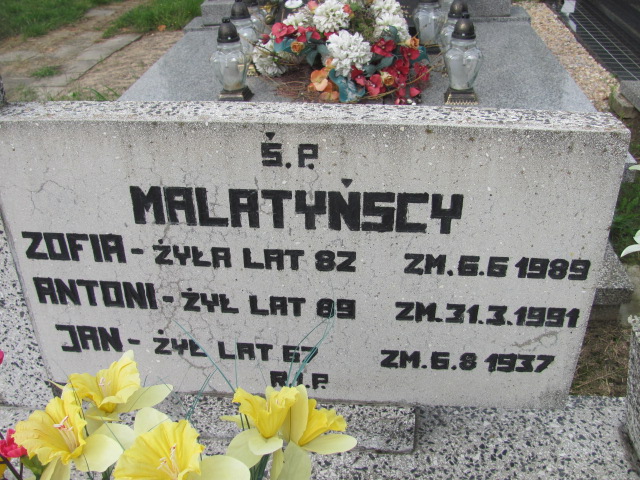 Ś.P.
MALATYŃSCY
ZOFIA - ŻYŁA LAT 82 ZM.6.6 1989
ANTONI - ŻYŁ LAT 89 ZM.31.3.1991
JAN - ŻYŁ LAT ZM.6.8 1937
P.